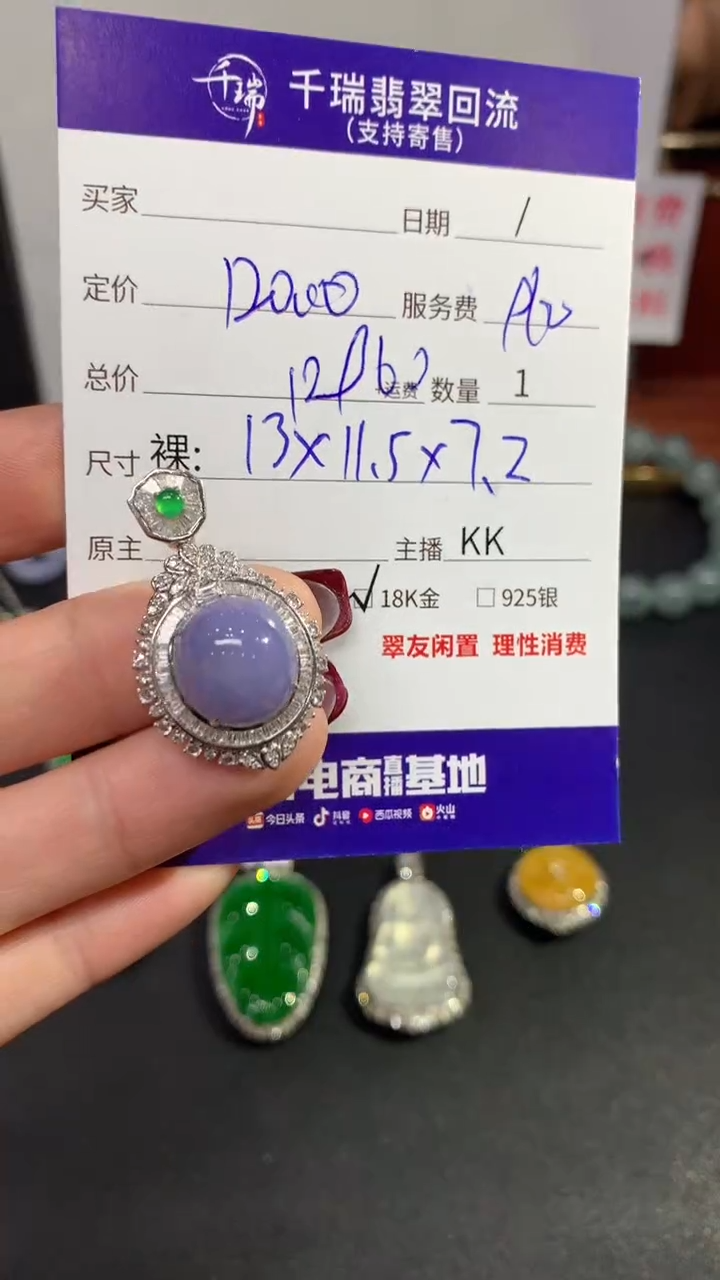 千瑞 千瑞翡翠回流
(支持寄售)
买家 日期 /
定价 12000 服务费
总价 +运费 数量 1
尺寸 裸: 13x11.5x7.2
原主 主播 KK
✓ 18K金 □ 925银
翠友闲置 理性消费
电商直播基地
今日头条 抖音 西瓜视频 火山